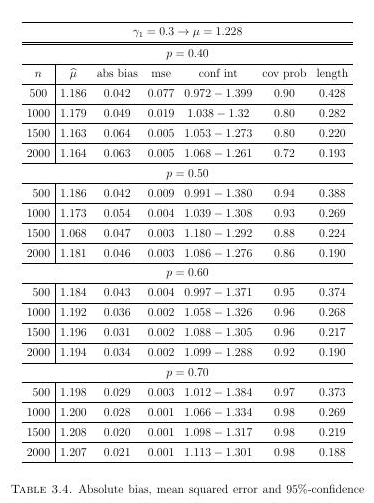 γ₁ = 0.3 → μ = 1.228
p = 0.40
n μ̂ abs bias mse conf int cov prob length
500 1.186 0.042 0.077 0.972 − 1.399 0.90 0.428
1000 1.179 0.049 0.019 1.038 − 1.32 0.80 0.282
1500 1.163 0.064 0.005 1.053 − 1.273 0.80 0.220
2000 1.164 0.063 0.005 1.068 − 1.261 0.72 0.193
p = 0.50
500 1.186 0.042 0.009 0.991 − 1.380 0.94 0.388
1000 1.173 0.054 0.004 1.039 − 1.308 0.93 0.269
1500 1.068 0.047 0.003 1.180 − 1.292 0.88 0.224
2000 1.181 0.046 0.003 1.086 − 1.276 0.86 0.190
p = 0.60
500 1.184 0.043 0.004 0.997 − 1.371 0.95 0.374
1000 1.192 0.036 0.002 1.058 − 1.326 0.96 0.268
1500 1.196 0.031 0.002 1.088 − 1.305 0.96 0.217
2000 1.194 0.034 0.002 1.099 − 1.288 0.92 0.190
p = 0.70
500 1.198 0.029 0.003 1.012 − 1.384 0.97 0.373
1000 1.200 0.028 0.001 1.066 − 1.334 0.98 0.269
1500 1.208 0.020 0.001 1.098 − 1.317 0.98 0.219
2000 1.207 0.021 0.001 1.113 − 1.301 0.98 0.188
Table 3.4. Absolute bias, mean squared error and 95%-confidence